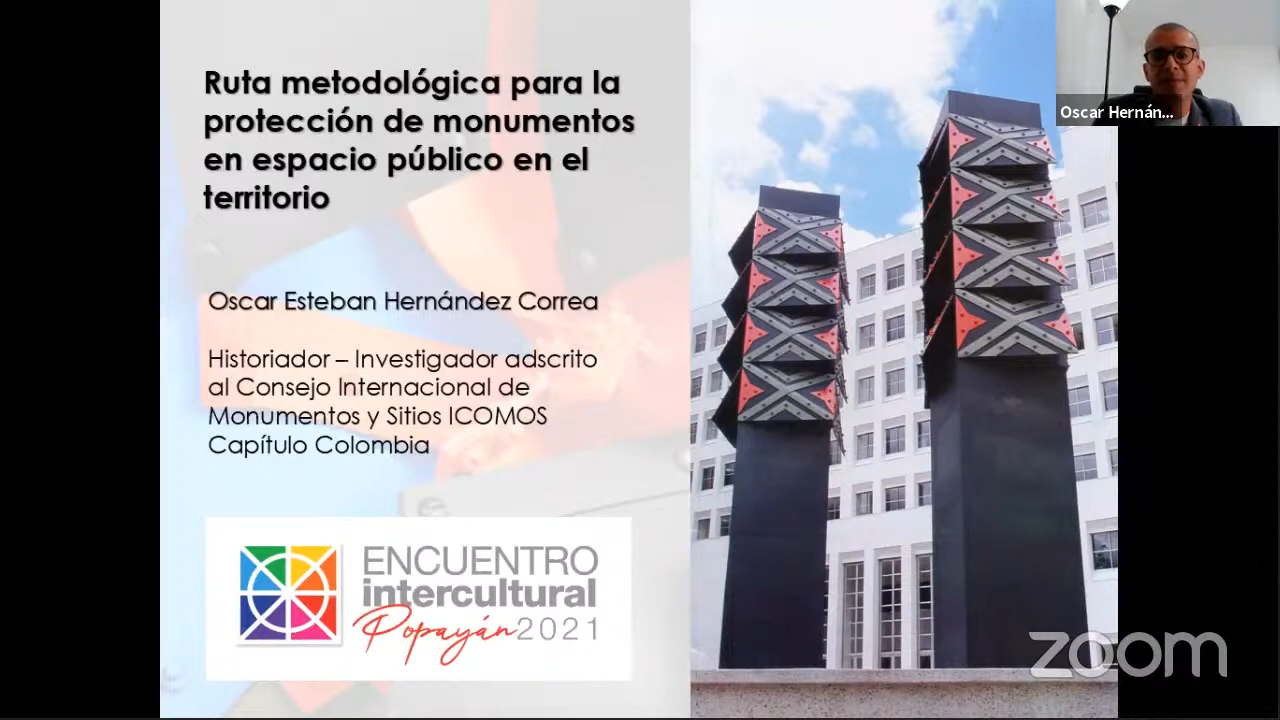 Ruta metodológica para la
protección de monumentos
en espacio público en el
territorio
Oscar Esteban Hernández Correa
Historiador – Investigador adscrito
al Consejo Internacional de
Monumentos y Sitios ICOMOS
Capítulo Colombia
ENCUENTRO
intercultural
Popayán 2021
Oscar Hernán...
zoom